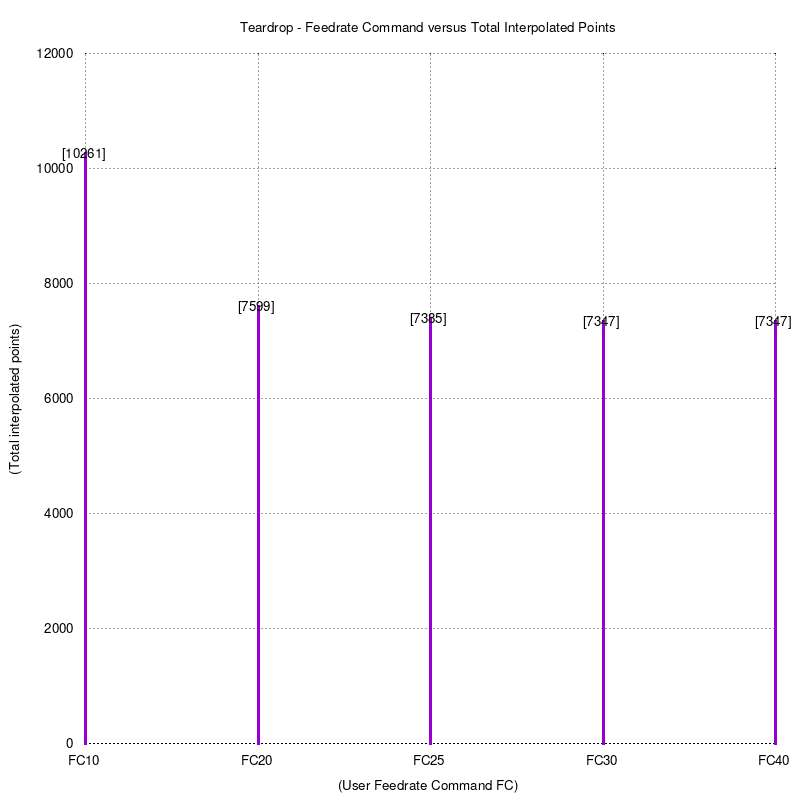 Teardrop - Feedrate Command versus Total Interpolated Points
12000
10000
8000
6000
4000
2000
0
(Total interpolated points)
[10261]
[7599]
[7385]
[7347]
[7347]
FC10
FC20
FC25
FC30
FC40
(User Feedrate Command FC)